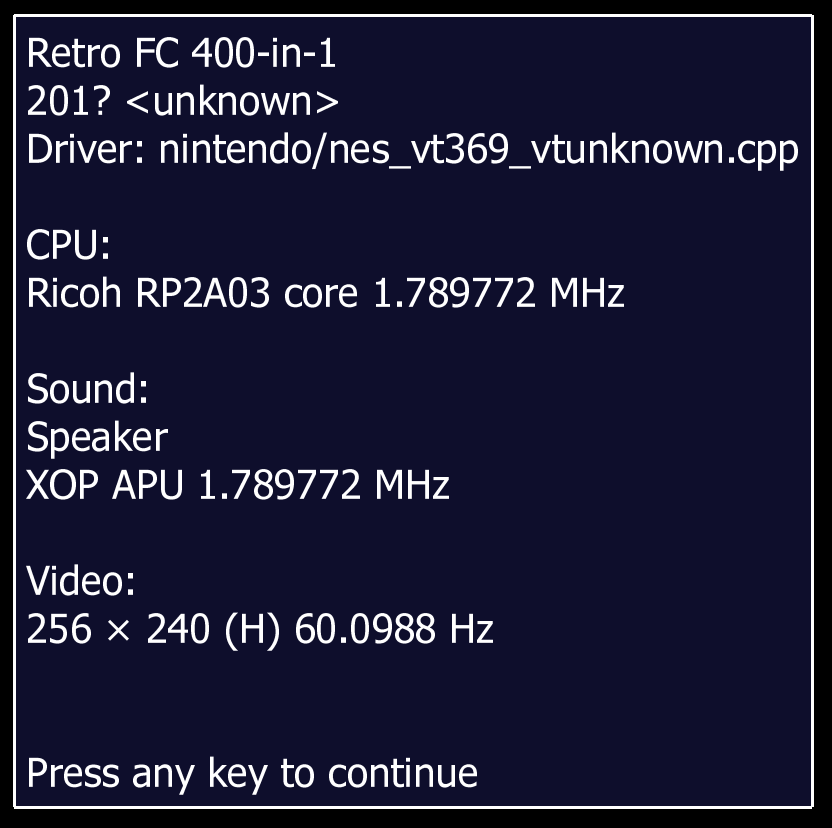 Retro FC 400-in-1
201? <unknown>
Driver: nintendo/nes_vt369_vtunknown.cpp
CPU:
Ricoh RP2A03 core 1.789772 MHz
Sound:
Speaker
XOP APU 1.789772 MHz
Video:
256 × 240 (H) 60.0988 Hz
Press any key to continue